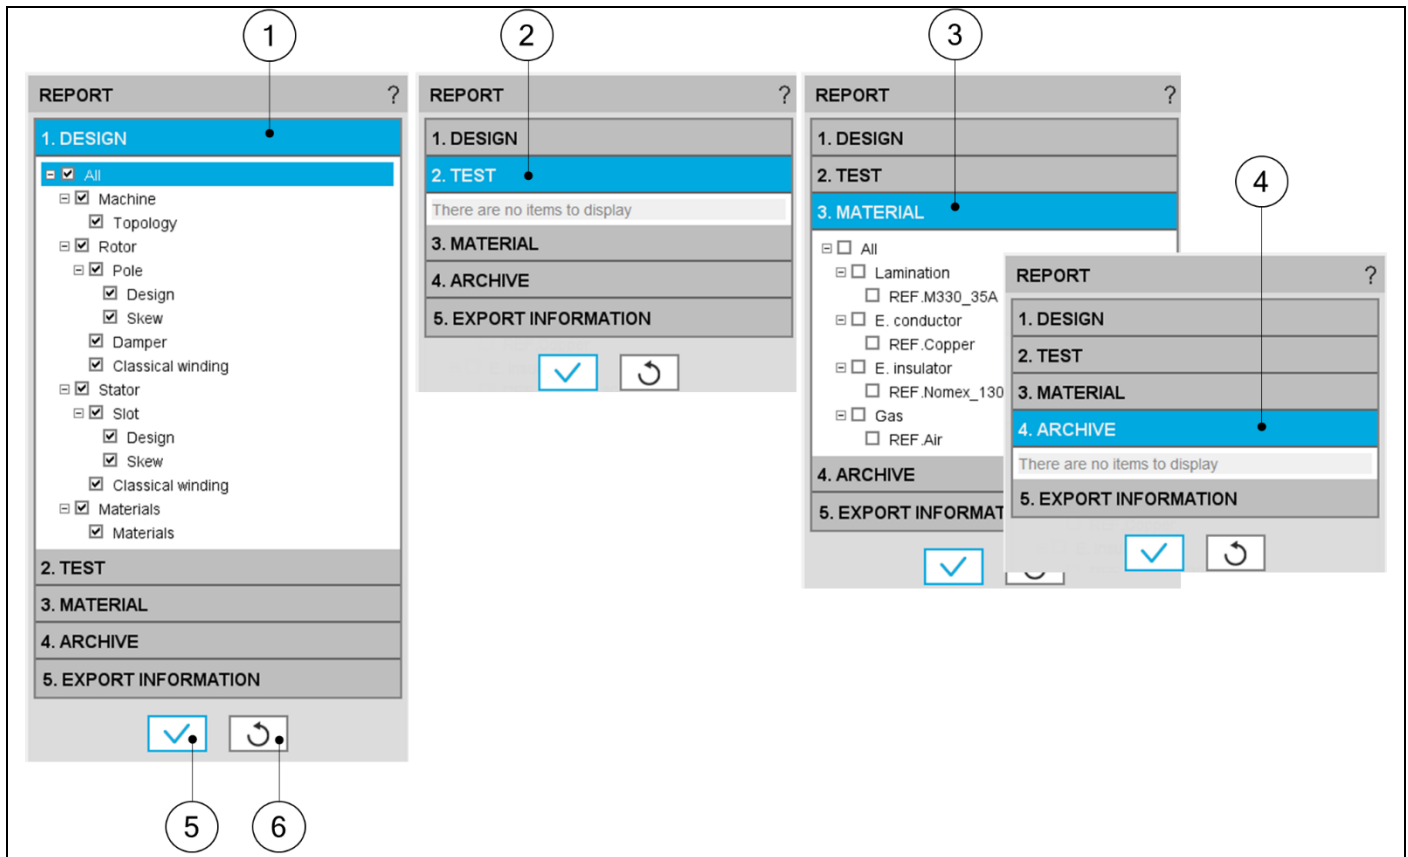 1
2
3
REPORT ?
1. DESIGN
All
Machine
Topology
Rotor
Pole
Design
Skew
Damper
Classical winding
Stator
Slot
Design
Skew
Classical winding
Materials
Materials
2. TEST
3. MATERIAL
4. ARCHIVE
5. EXPORT INFORMATION
5
6
REPORT ?
1. DESIGN
2. TEST
There are no items to display
3. MATERIAL
4. ARCHIVE
5. EXPORT INFORMATION
REPORT ?
1. DESIGN
2. TEST
3. MATERIAL
All
Lamination
REF.M330_35A
E. conductor
REF.Copper
E. insulator
REF.Nomex_130
Gas
REF.Air
4. ARCHIVE
5. EXPORT INFORMAT
4
REPORT ?
1. DESIGN
2. TEST
3. MATERIAL
4. ARCHIVE
There are no items to display
5. EXPORT INFORMATION